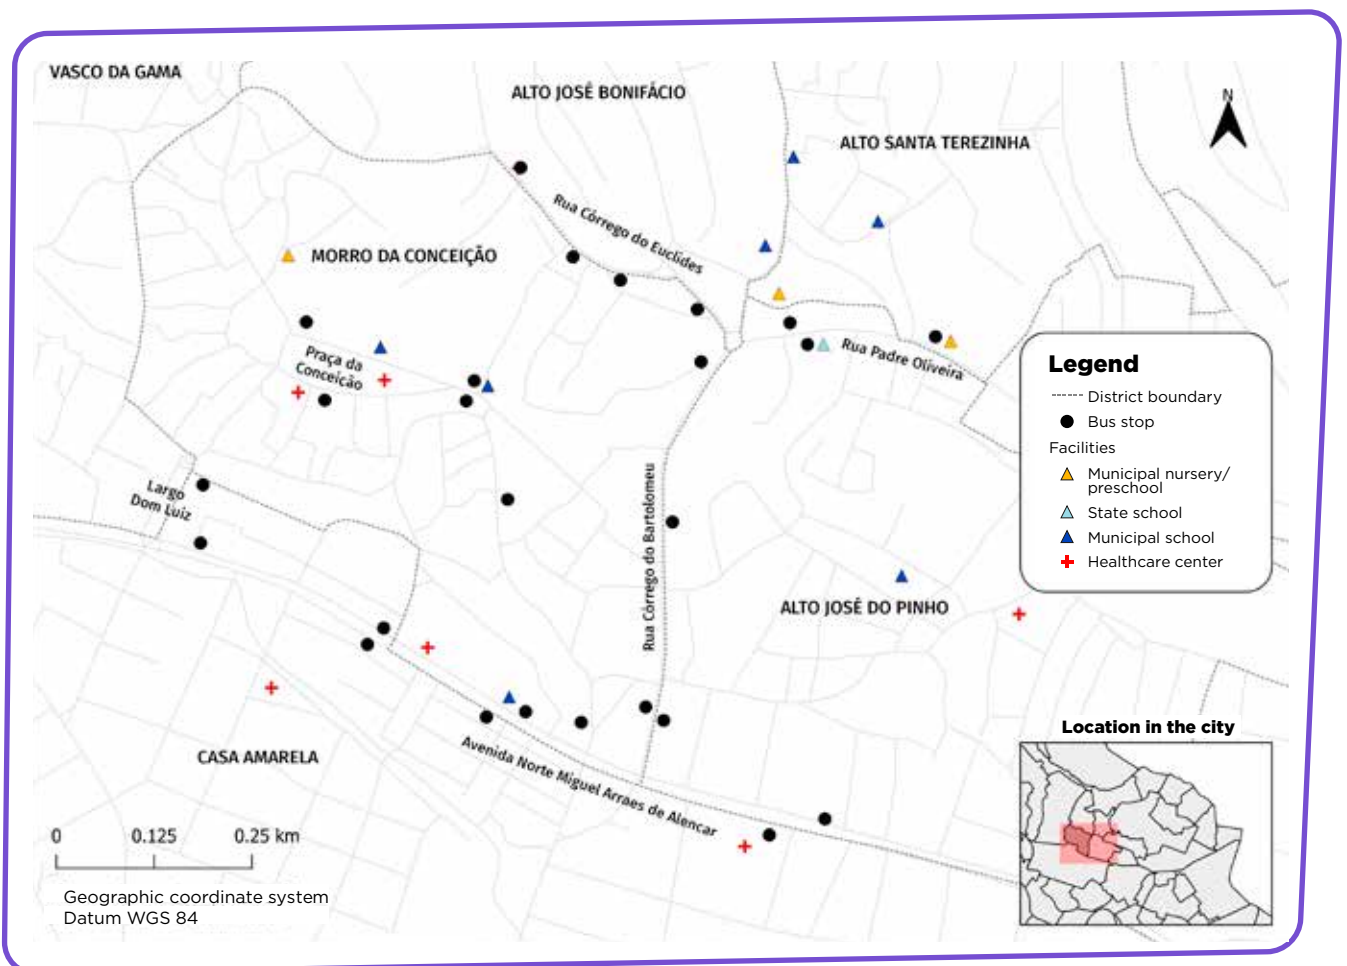 VASCO DA GAMA
ALTO JOSÉ BONIFÁCIO
N
ALTO SANTA TEREZINHA
Rua Córrego do Euclides
MORRO DA CONCEIÇÃO
Praça da
Conceição
Rua Padre Oliveira
Largo
Dom Luiz
Rua Córrego do Bartolomeu
ALTO JOSÉ DO PINHO
CASA AMARELA
Avenida Norte Miguel Arraes de Alencar
Legend
District boundary
Bus stop
Facilities
Municipal nursery/
preschool
State school
Municipal school
Healthcare center
Location in the city
0 0.125 0.25 km
Geographic coordinate system
Datum WGS 84